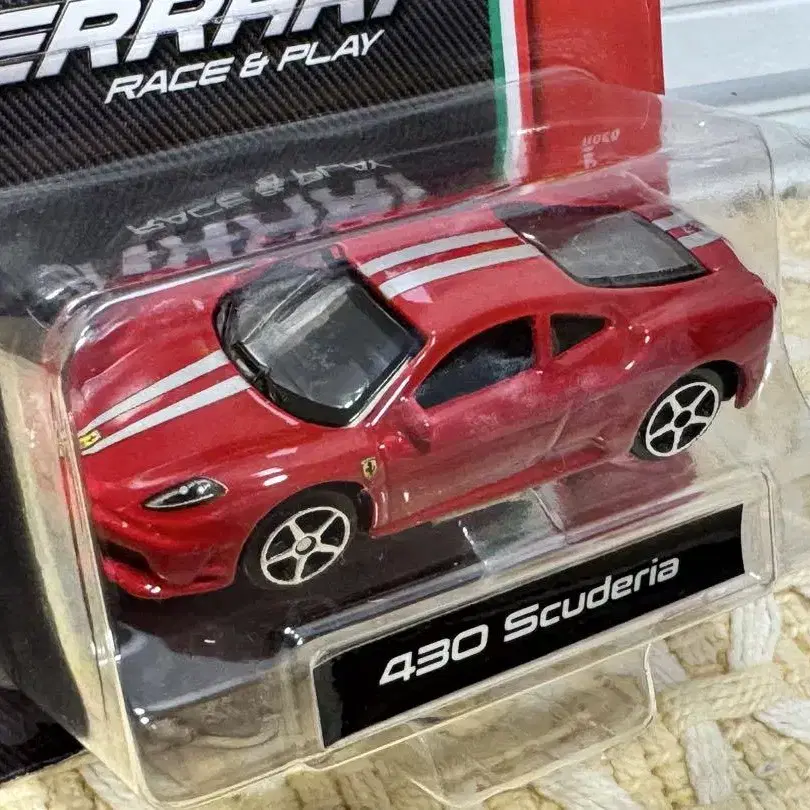 ERRARI
RACE & PLAY
430 Scuderia